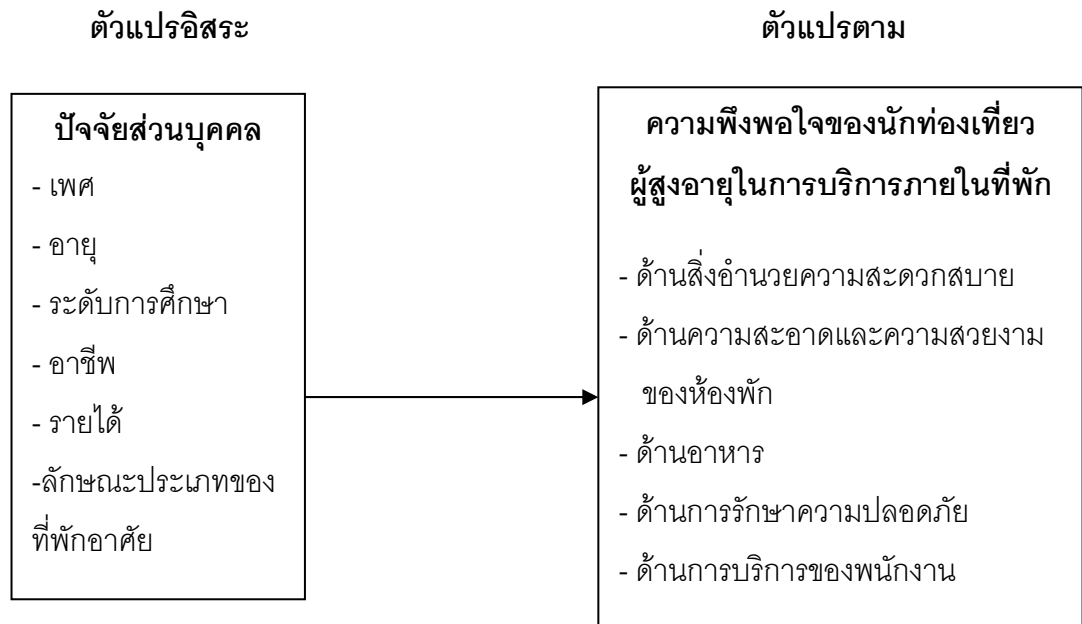 ตัวแปรอิสระ
ตัวแปรตาม
ปัจจัยส่วนบุคคล
- เพศ
- อายุ
- ระดับการศึกษา
- อาชีพ
- รายได้
-ลักษณะประเภทของ
ที่พักอาศัย
ความพึงพอใจของนักท่องเที่ยว
ผู้สูงอายุในการบริการภายในที่พัก
- ด้านสิ่งอำนวยความสะดวกสบาย
- ด้านความสะอาดและความสวยงาม
ของห้องพัก
- ด้านอาหาร
- ด้านการรักษาความปลอดภัย
- ด้านการบริการของพนักงาน